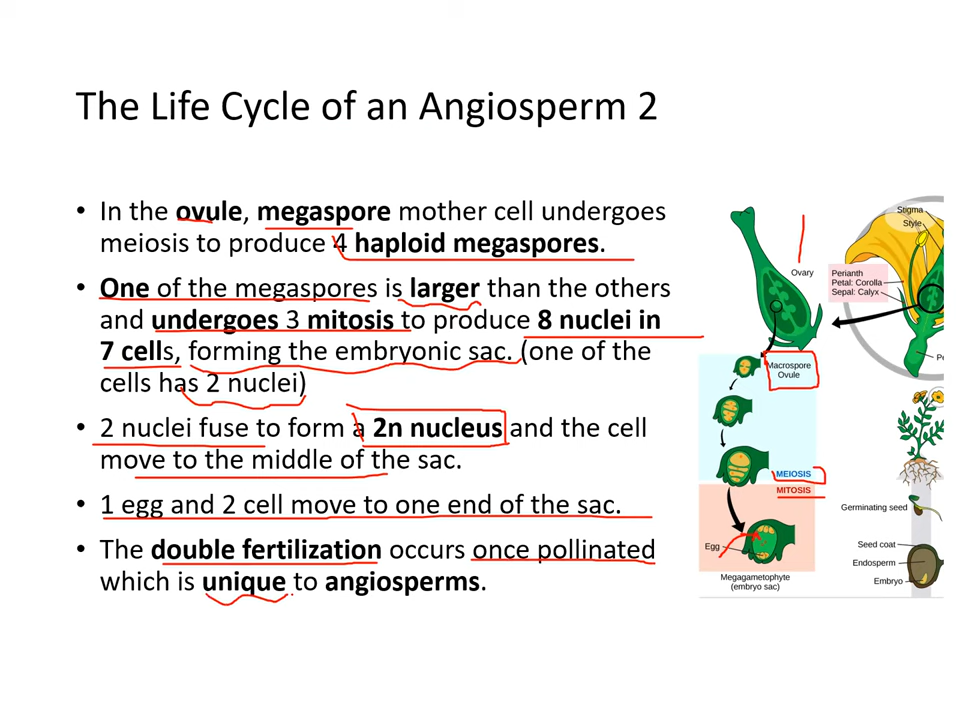 The Life Cycle of an Angiosperm 2
• In the ovule, megaspore mother cell undergoes
meiosis to produce 4 haploid megaspores.
• One of the megaspores is larger than the others
and undergoes 3 mitosis to produce 8 nuclei in
7 cells, forming the embryonic sac. (one of the
cells has 2 nuclei)
• 2 nuclei fuse to form a 2n nucleus and the cell
move to the middle of the sac.
• 1 egg and 2 cell move to one end of the sac.
• The double fertilization occurs once pollinated
which is unique to angiosperms.
Stigma
Style
Ovary
Perianth
Petal: Corolla
Sepal: Calyx
Macrospore
Ovule
MEIOSIS
MITOSIS
Egg
Megagametophyte
(embryo sac)
Germinating seed
Seed coat
Endosperm
Embryo